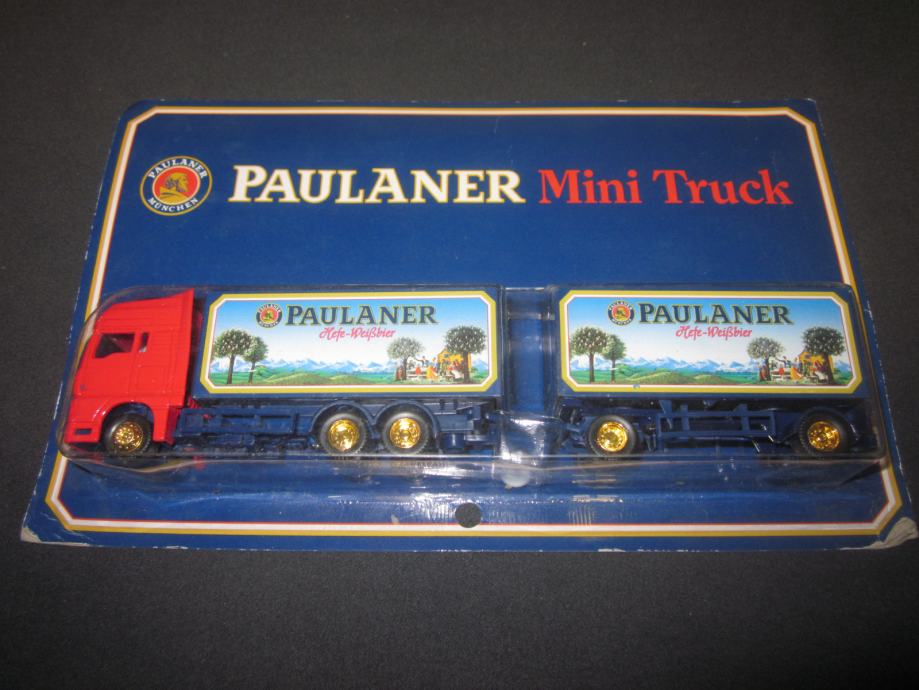 PAULANER
MÜNCHEN
PAULANER Mini Truck
PAULANER
Hefe-Weißbier
PAULANER
Hefe-Weißbier